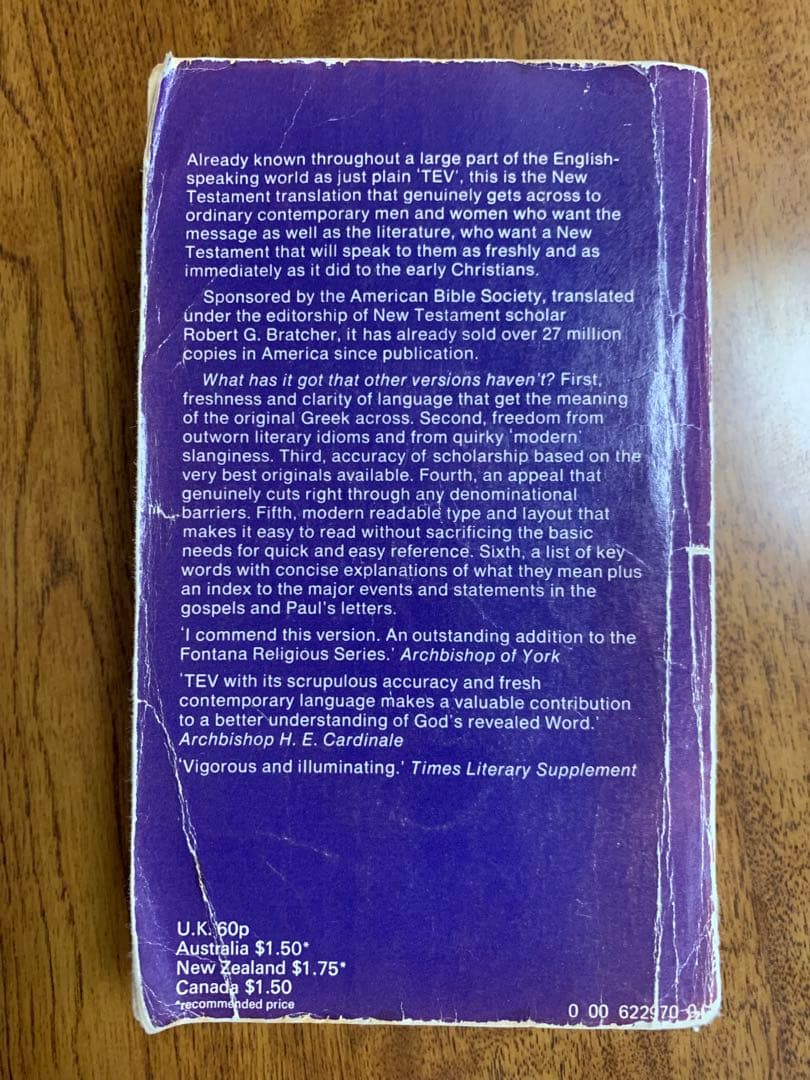 Already known throughout a large part of the English-
speaking world as just plain 'TEV', this is the New
Testament translation that genuinely gets across to
ordinary contemporary men and women who want the
message as well as the literature, who want a New
Testament that will speak to them as freshly and as
immediately as it did to the early Christians.
Sponsored by the American Bible Society, translated
under the editorship of New Testament scholar
Robert G. Bratcher, it has already sold over 27 million
copies in America since publication.
What has it got that other versions haven't? First,
freshness and clarity of language that get the meaning
of the original Greek across. Second, freedom from
outworn literary idioms and from quirky 'modern'
slanginess. Third, accuracy of scholarship based on the
very best originals available. Fourth, an appeal that
genuinely cuts right through any denominational
barriers. Fifth, modern readable type and layout that
makes it easy to read without sacrificing the basic
needs for quick and easy reference. Sixth, a list of key
words with concise explanations of what they mean plus
an index to the major events and statements in the
gospels and Paul's letters.
'I commend this version. An outstanding addition to the
Fontana Religious Series.' Archbishop of York
'TEV with its scrupulous accuracy and fresh
contemporary language makes a valuable contribution
to a better understanding of God's revealed Word.'
Archbishop H. E. Cardinale
'Vigorous and illuminating.' Times Literary Supplement
U.K. 60p
Australia $1.50*
New Zealand $1.75*
Canada $1.50
*recommended price
0 00 622970